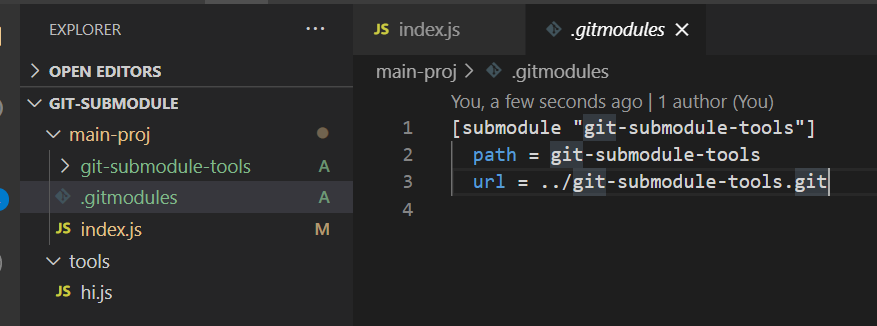 EXPLORER ...
OPEN EDITORS
GIT-SUBMODULE
main-proj
git-submodule-tools A
.gitmodules A
JS index.js M
tools
JS hi.js
JS index.js .gitmodules
main-proj > .gitmodules
You, a few seconds ago | 1 author (You)
1 [submodule "git-submodule-tools"]
2 path = git-submodule-tools
3 url = ../git-submodule-tools.git
4